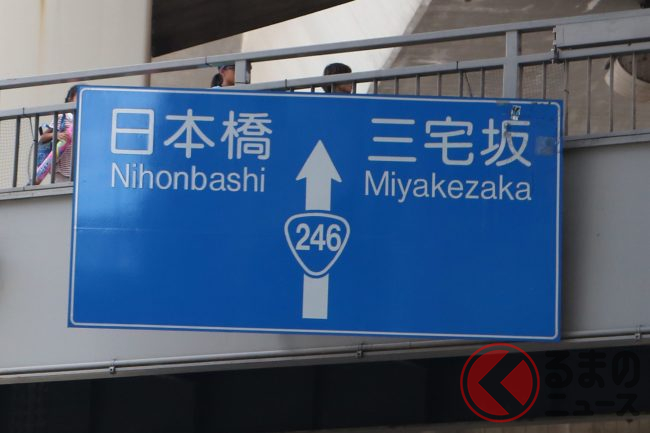 日本橋
Nihonbashi
三宅坂
Miyakezaka
246
くるまの
ニュース